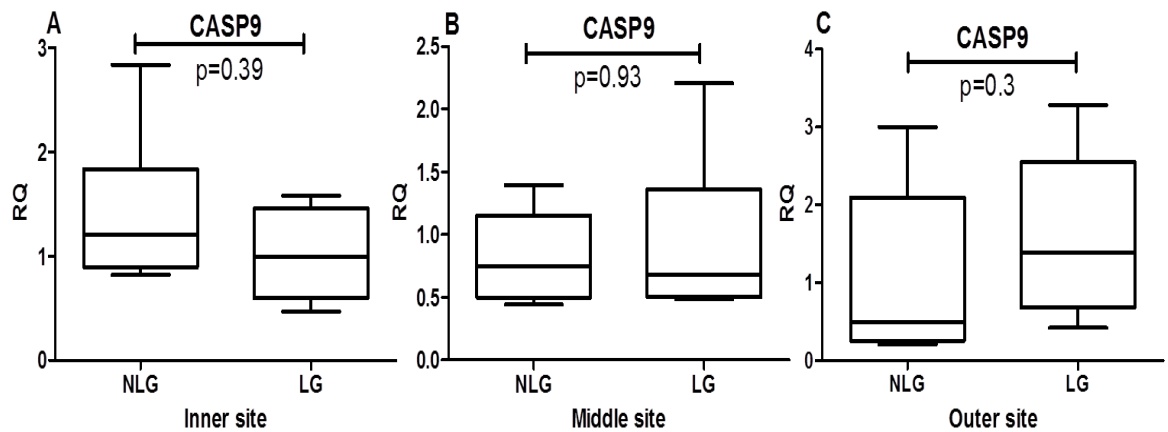 A
CASP9
p=0.39
3
2
1
0
RQ
NLG
LG
Inner site
B
CASP9
p=0.93
2.5
2.0
1.5
1.0
0.5
0.0
RQ
NLG
LG
Middle site
C
CASP9
p=0.3
4
3
2
1
0
RQ
NLG
LG
Outer site